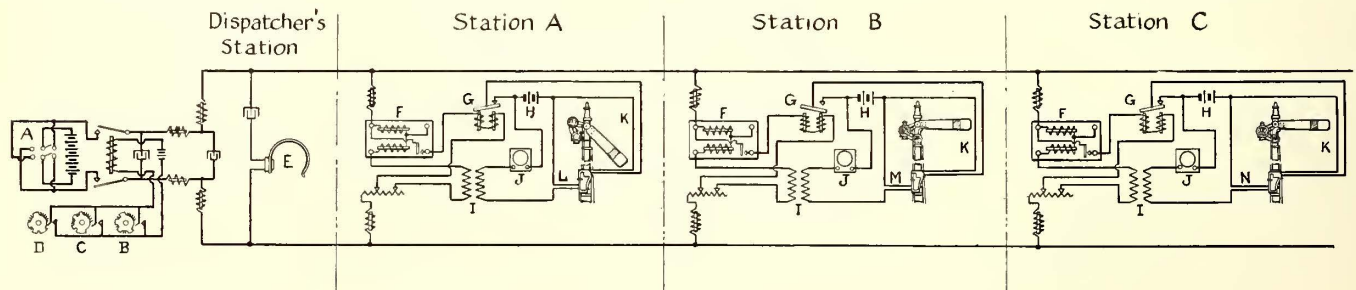 Dispatcher's
Station
Station A
Station B
Station C
A
D C B
E
F
G
H
I
J
K
L
F
G
H
I
J
K
M
F
G
H
I
J
K
N